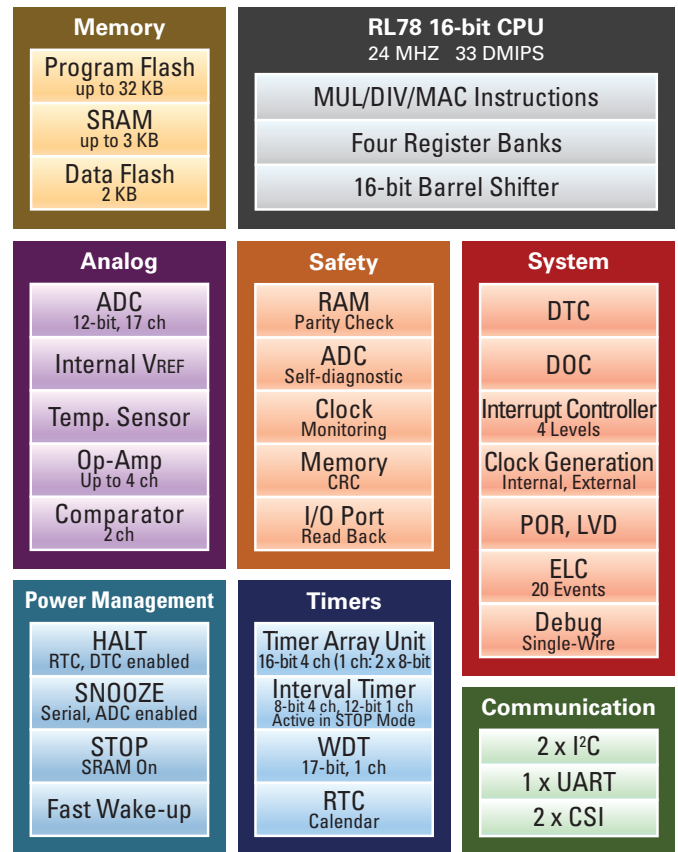 Memory
Program Flash
up to 32 KB
SRAM
up to 3 KB
Data Flash
2 KB
RL78 16-bit CPU
24 MHZ 33 DMIPS
MUL/DIV/MAC Instructions
Four Register Banks
16-bit Barrel Shifter
Analog
ADC
12-bit, 17 ch
Internal VREF
Temp. Sensor
Op-Amp
Up to 4 ch
Comparator
2 ch
Safety
RAM
Parity Check
ADC
Self-diagnostic
Clock
Monitoring
Memory
CRC
I/O Port
Read Back
System
DTC
DOC
Interrupt Controller
4 Levels
Clock Generation
Internal, External
POR, LVD
ELC
20 Events
Debug
Single-Wire
Power Management
HALT
RTC, DTC enabled
SNOOZE
Serial, ADC enabled
STOP
SRAM On
Fast Wake-up
Timers
Timer Array Unit
16-bit 4 ch (1 ch: 2 x 8-bit
Interval Timer
8-bit 4 ch, 12-bit 1 ch
Active in STOP Mode
WDT
17-bit, 1 ch
RTC
Calendar
Communication
2 x I²C
1 x UART
2 x CSI